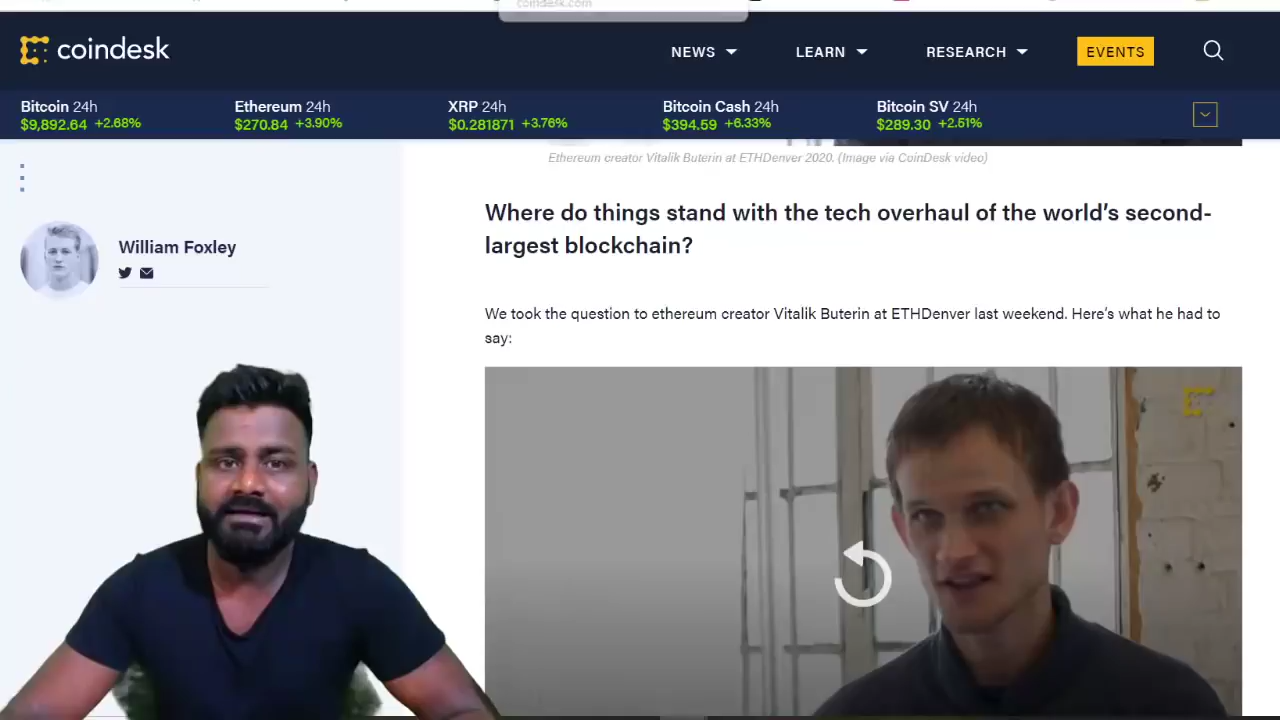 coindesk.com
coindesk
NEWS
LEARN
RESEARCH
EVENTS
Bitcoin 24h
$9,892.64 +2.68%
Ethereum 24h
$270.84 +3.90%
XRP 24h
$0.281871 +3.76%
Bitcoin Cash 24h
$394.59 +6.33%
Bitcoin SV 24h
$289.30 +2.51%
Ethereum creator Vitalik Buterin at ETHDenver 2020. (Image via CoinDesk video)
William Foxley
Where do things stand with the tech overhaul of the world's second-
largest blockchain?
We took the question to ethereum creator Vitalik Buterin at ETHDenver last weekend. Here's what he had to
say: